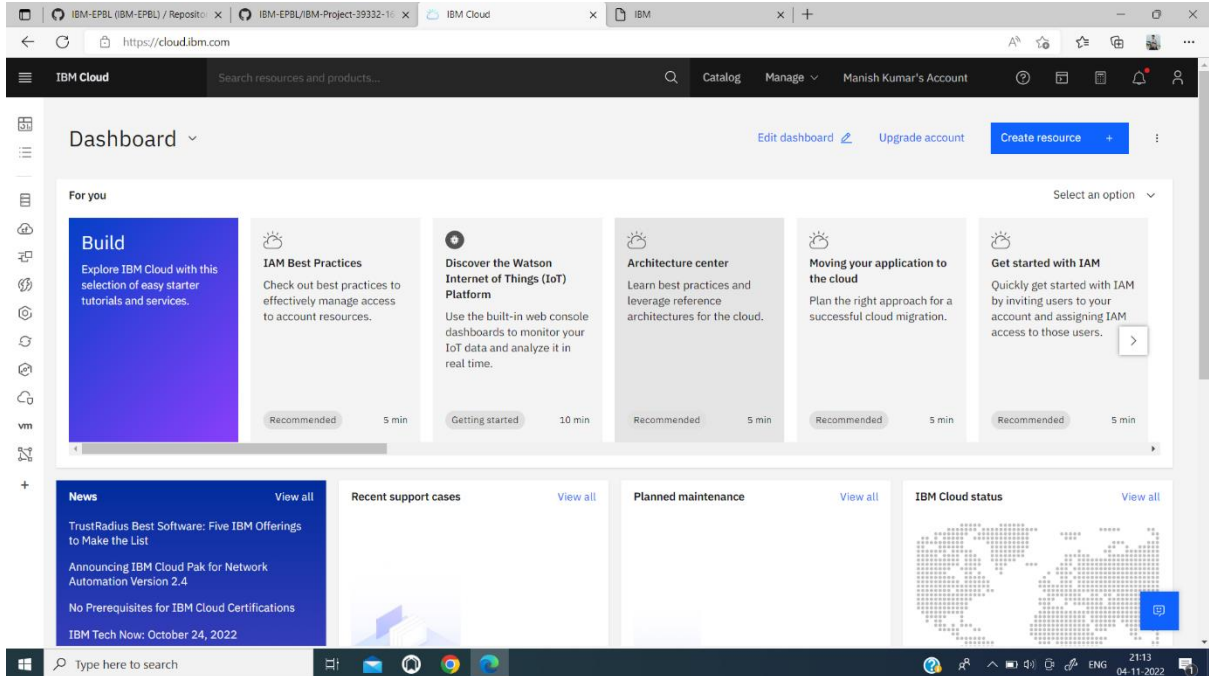 IBM-EPBL (IBM-EPBL) / Reposito
IBM-EPBL/IBM-Project-39332-16
IBM Cloud
IBM
https://cloud.ibm.com
IBM Cloud
Search resources and products...
Catalog
Manage
Manish Kumar's Account
Dashboard
Edit dashboard
Upgrade account
Create resource +
For you
Select an option
Build
Explore IBM Cloud with this
selection of easy starter
tutorials and services.
IAM Best Practices
Check out best practices to
effectively manage access
to account resources.
Recommended
5 min
Discover the Watson
Internet of Things (IoT)
Platform
Use the built-in web console
dashboards to monitor your
IoT data and analyze it in
real time.
Getting started
10 min
Architecture center
Learn best practices and
leverage reference
architectures for the cloud.
Recommended
5 min
Moving your application to
the cloud
Plan the right approach for a
successful cloud migration.
Recommended
5 min
Get started with IAM
Quickly get started with IAM
by inviting users to your
account and assigning IAM
access to those users.
Recommended
5 min
vm
News
View all
TrustRadius Best Software: Five IBM Offerings
to Make the List
Announcing IBM Cloud Pak for Network
Automation Version 2.4
No Prerequisites for IBM Cloud Certifications
IBM Tech Now: October 24, 2022
Recent support cases
View all
Planned maintenance
View all
IBM Cloud status
View all
Type here to search
ENG
21:13
04-11-2022